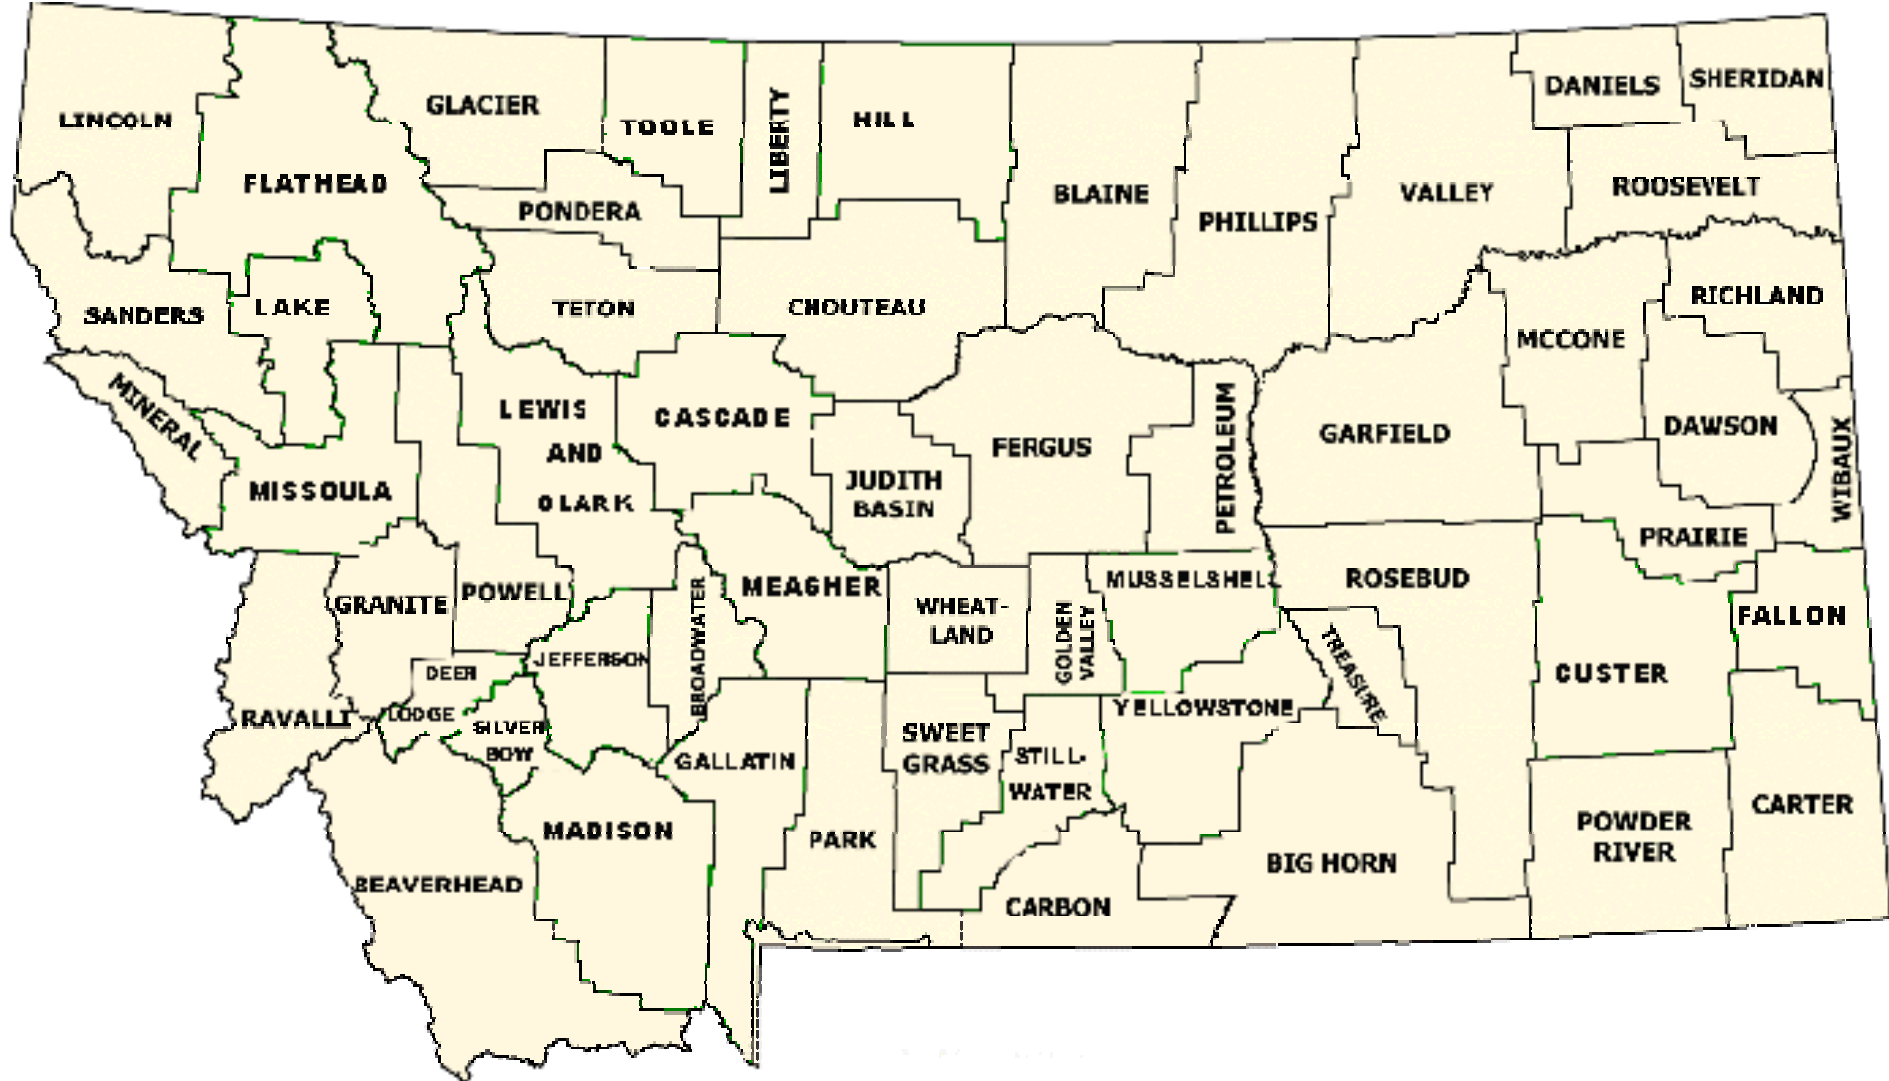 LINCOLN
FLATHEAD
GLACIER
TOOLE
LIBERTY
HILL
BLAINE
PHILLIPS
VALLEY
DANIELS
SHERIDAN
ROOSEVELT
PONDERA
SANDERS
LAKE
TETON
CHOUTEAU
RICHLAND
MCCONE
MINERAL
MISSOULA
LEWIS
AND
CLARK
CASCADE
JUDITH
BASIN
FERGUS
PETROLEUM
GARFIELD
DAWSON
WIBAUX
PRAIRIE
GRANITE
POWELL
MEAGHER
BROADWATER
WHEAT-
LAND
GOLDEN
VALLEY
MUSSELSHELL
ROSEBUD
TREASURE
CUSTER
FALLON
RAVALLI
DEER
LODGE
JEFFERSON
SILVER
BOW
GALLATIN
SWEET
GRASS
STILL-
WATER
YELLOWSTONE
MADISON
PARK
BEAVERHEAD
CARBON
BIG HORN
POWDER
RIVER
CARTER